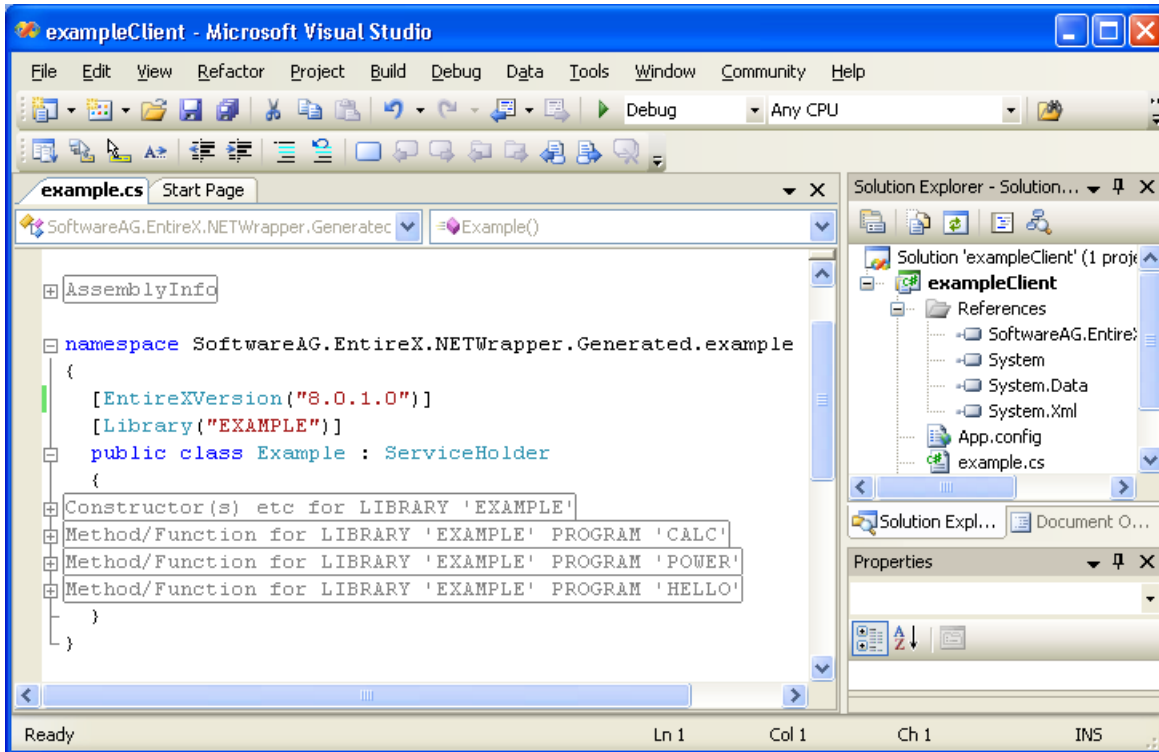 exampleClient - Microsoft Visual Studio
File Edit View Refactor Project Build Debug Data Tools Window Community Help
Debug Any CPU
example.cs Start Page
SoftwareAG.EntireX.NETWrapper.Generatec Example()
AssemblyInfo
namespace SoftwareAG.EntireX.NETWrapper.Generated.example
{
[EntireXVersion("8.0.1.0")]
[Library("EXAMPLE")]
public class Example : ServiceHolder
{
Constructor(s) etc for LIBRARY 'EXAMPLE'
Method/Function for LIBRARY 'EXAMPLE' PROGRAM 'CALC'
Method/Function for LIBRARY 'EXAMPLE' PROGRAM 'POWER'
Method/Function for LIBRARY 'EXAMPLE' PROGRAM 'HELLO'
}
}
Solution Explorer - Solution...
Solution 'exampleClient' (1 proje
exampleClient
References
SoftwareAG.Entire
System
System.Data
System.Xml
App.config
example.cs
Solution Expl... Document O...
Properties
Ready Ln 1 Col 1 Ch 1 INS